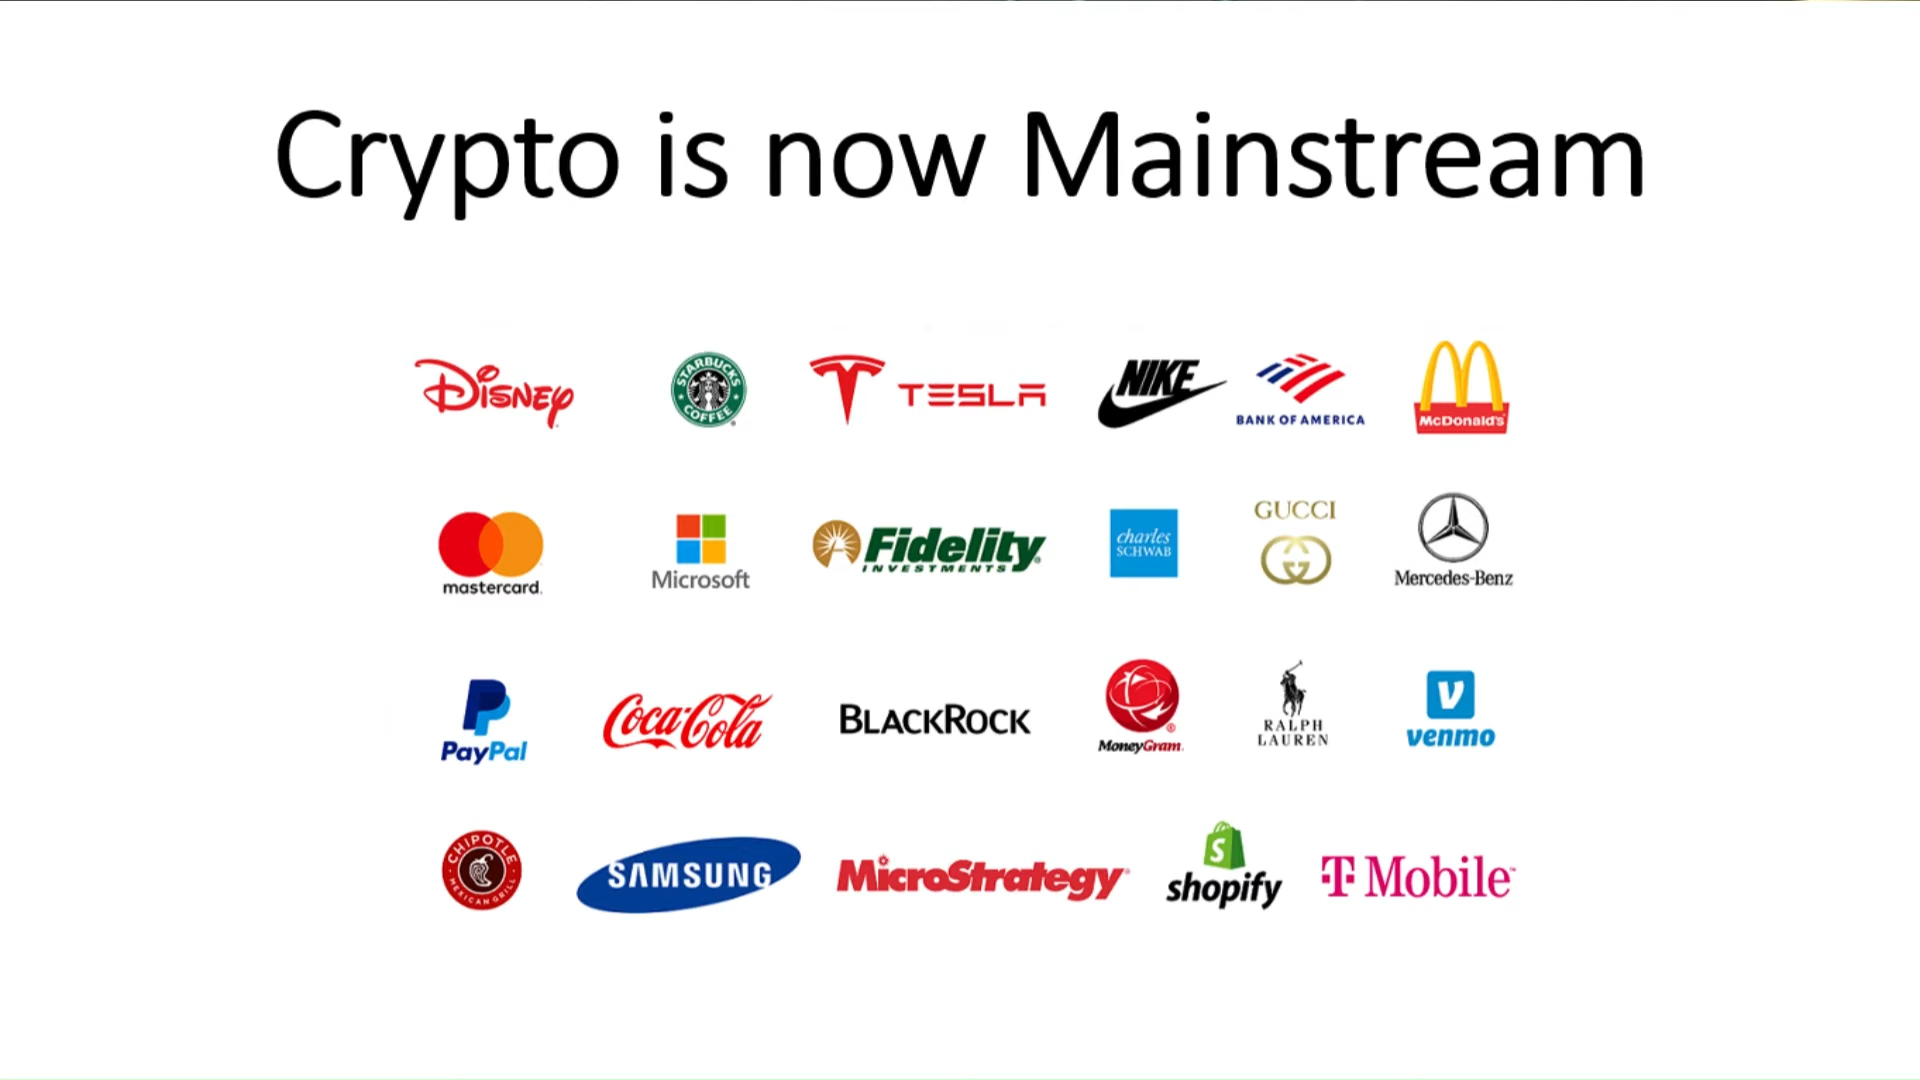 Crypto is now Mainstream
Disney
STARBUCKS
COFFEE
TESLA
NIKE
BANK OF AMERICA
McDonald's
mastercard.
Microsoft
Fidelity
INVESTMENTS
charles
SCHWAB
GUCCI
Mercedes-Benz
PayPal
Coca-Cola
BLACKROCK
MoneyGram.
RALPH
LAUREN
venmo
CHIPOTLE
MEXICAN GRILL
SAMSUNG
MicroStrategy
shopify
T Mobile